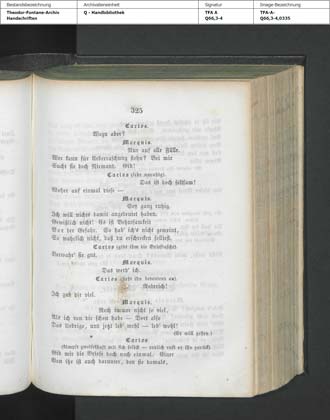 Bestandsbezeichnung
Theodor-Fontane-Archiv
Handschriften
Archivalieneinheit
Q - Handbibliothek
Signatur
TFA A
Q66,3-4
Image-Bezeichnung
TFA-A-
Q66,3-4,0335
325
Carlos.
Wozu aber?
Marquis.
Nur auf alle Fälle.
Wer kann für Ueberraschung stehn? Bei mir
Sucht sie doch Niemand. Gib!
Carlos (sehr unruhig).
Das ist doch seltsam!
Woher auf einmal diese —
Marquis.
Sey ganz ruhig.
Ich will nichts damit angedeutet haben.
Gewißlich nicht! Es ist Behutsamkeit
Vor der Gefahr. So hab' ich's nicht gemeint,
So wahrlich nicht, daß du erschrecken solltest.
Carlos (gibt ihm die Brieftasche).
Verwahr' sie gut.
Marquis.
Das werd' ich.
Carlos (sieht ihn bedeutend an).
Roderich!
Ich gab dir viel.
Marquis.
Noch immer nicht so viel,
Als ich von dir schon habe — Dort also
Das Uebrige, und jetzt leb' wohl — leb' wohl!
(Er will gehen.)
Carlos
(kämpft zweifelhaft mit sich selbst — endlich ruft er ihn zurück).
Gib mir die Briefe doch noch einmal. Einer
Von ihr ist auch darunter, den sie damals,